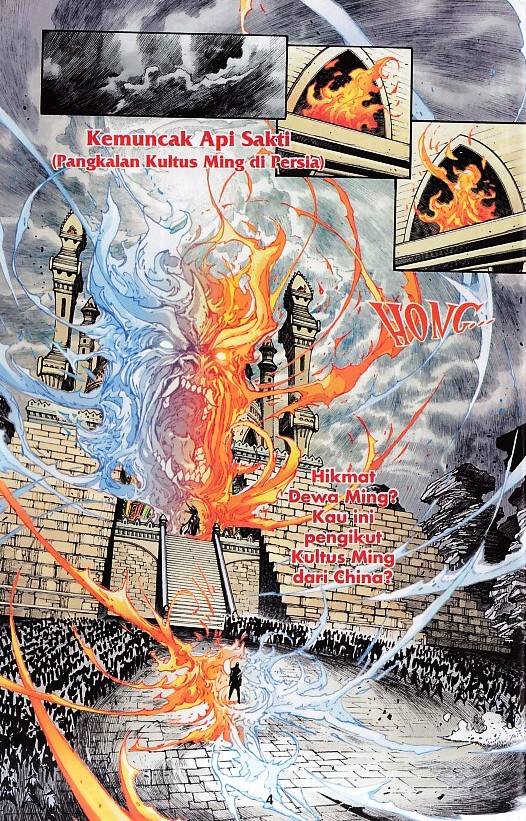 Kemuncak Api Sakti
(Pangkalan Kultus Ming di Persia)
HONG...
Hikmat
Dewa Ming?
Kau ini
pengikut
Kultus Ming
dari China?
4